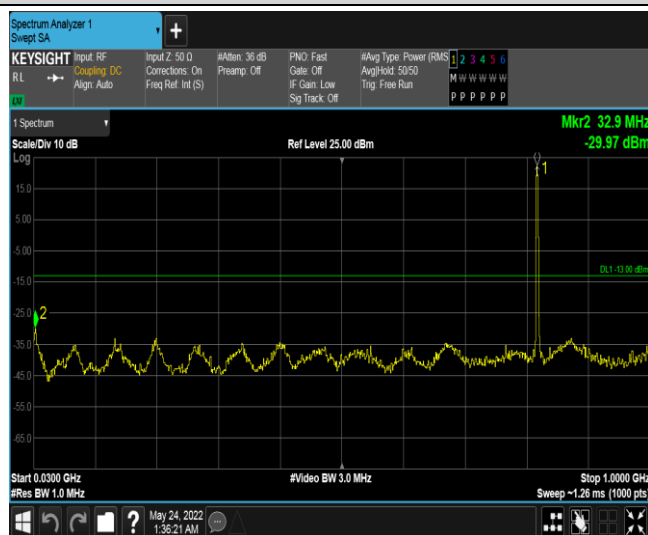 Spectrum Analyzer 1
Swept SA
+
KEYSIGHT
RL
LXI
Input: RF
Coupling: DC
Align: Auto
Input Z: 50 Ω
Corrections: On
Freq Ref: Int (S)
#Atten: 36 dB
Preamp: Off
PNO: Fast
Gate: Off
IF Gain: Low
Sig Track: Off
#Avg Type: Power (RMS
Avg|Hold: 50/50
Trig: Free Run
1 2 3 4 5 6
M W W W W W
P P P P P P
1 Spectrum
Mkr2 32.9 MHz
-29.97 dBm
Scale/Div 10 dB
Ref Level 25.00 dBm
Log
1
15.0
5.00
-5.00
DL1 -13.00 dBm
-15.0
-25.0
2
-35.0
-45.0
-55.0
-65.0
Start 0.0300 GHz
#Video BW 3.0 MHz
Stop 1.0000 GHz
#Res BW 1.0 MHz
Sweep ~1.26 ms (1000 pts)
?
May 24, 2022
1:36:21 AM